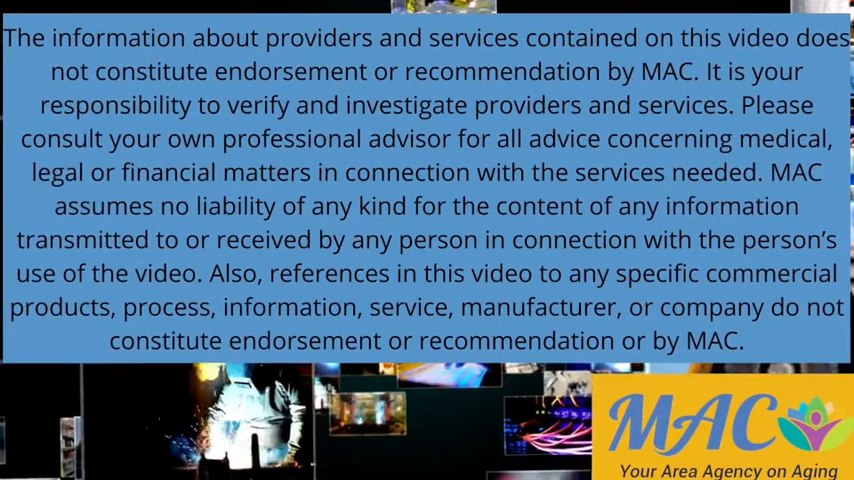 The information about providers and services contained on this video does
not constitute endorsement or recommendation by MAC. It is your
responsibility to verify and investigate providers and services. Please
consult your own professional advisor for all advice concerning medical,
legal or financial matters in connection with the services needed. MAC
assumes no liability of any kind for the content of any information
transmitted to or received by any person in connection with the person’s
use of the video. Also, references in this video to any specific commercial
products, process, information, service, manufacturer, or company do not
constitute endorsement or recommendation or by MAC.
MAC
Your Area Agency on Aging